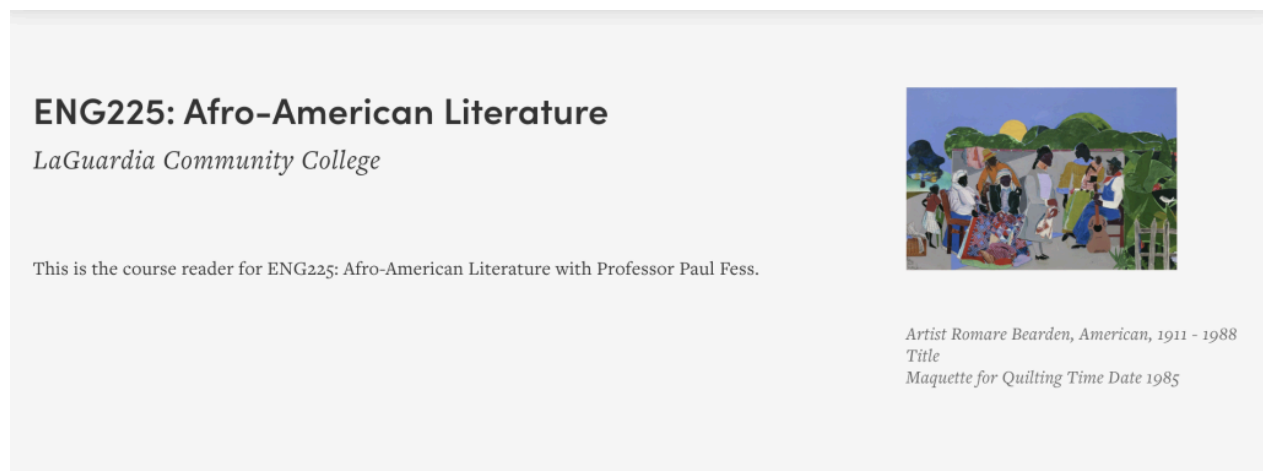 ENG225: Afro-American Literature
LaGuardia Community College
This is the course reader for ENG225: Afro-American Literature with Professor Paul Fess.
Artist Romare Bearden, American, 1911 - 1988
Title
Maquette for Quilting Time Date 1985